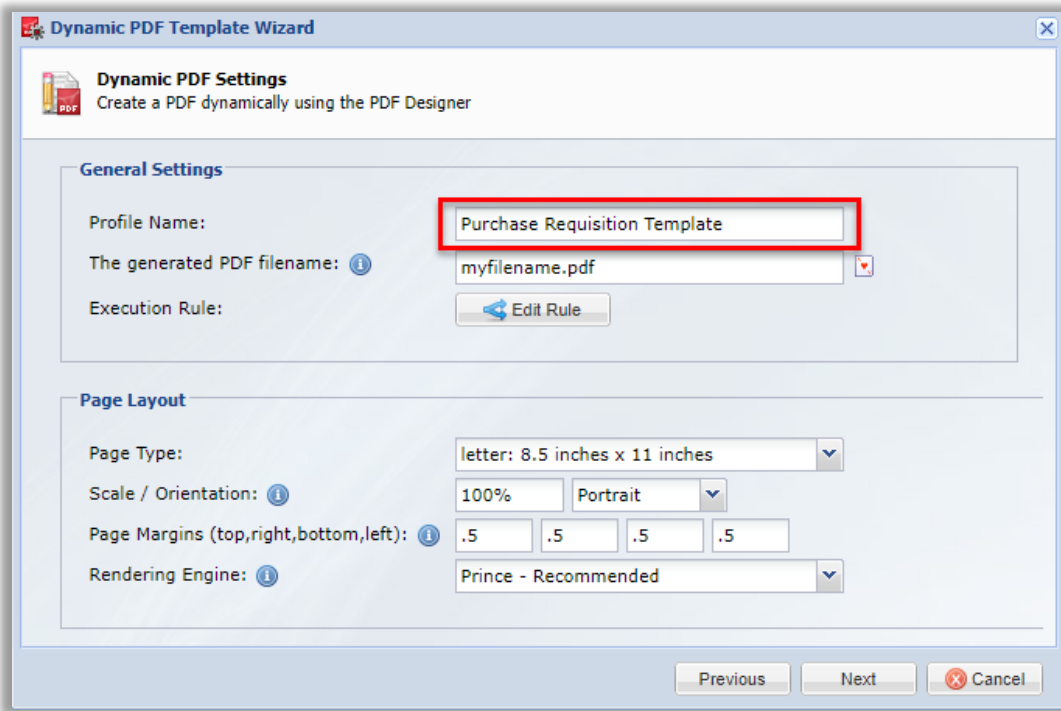 Dynamic PDF Template Wizard
Dynamic PDF Settings
Create a PDF dynamically using the PDF Designer
General Settings
Profile Name: Purchase Requisition Template
The generated PDF filename: myfilename.pdf
Execution Rule: Edit Rule
Page Layout
Page Type: letter: 8.5 inches x 11 inches
Scale / Orientation: 100% Portrait
Page Margins (top,right,bottom,left): .5 .5 .5 .5
Rendering Engine: Prince - Recommended
Previous Next Cancel